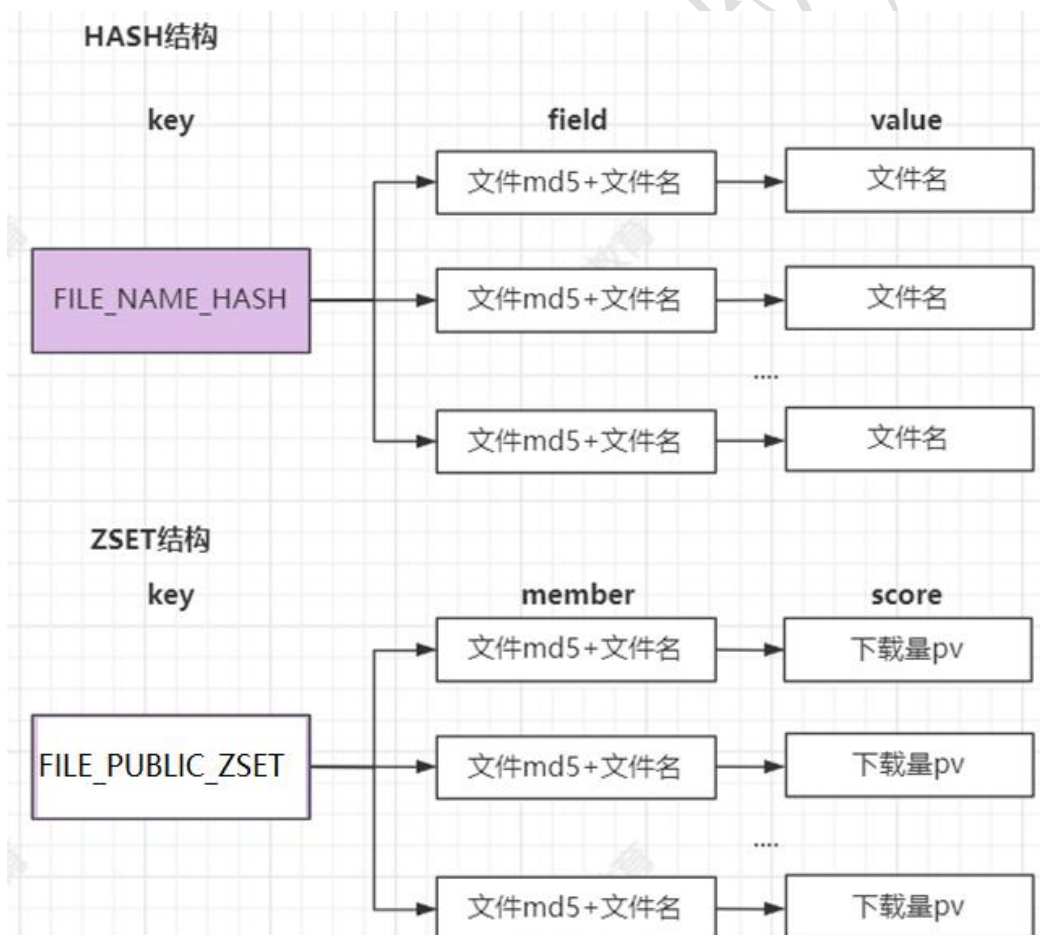 HASH结构
key field value
文件md5+文件名 文件名
FILE_NAME_HASH 文件md5+文件名 文件名
....
文件md5+文件名 文件名
ZSET结构
key member score
文件md5+文件名 下载量pv
FILE_PUBLIC_ZSET 文件md5+文件名 下载量pv
....
文件md5+文件名 下载量pv